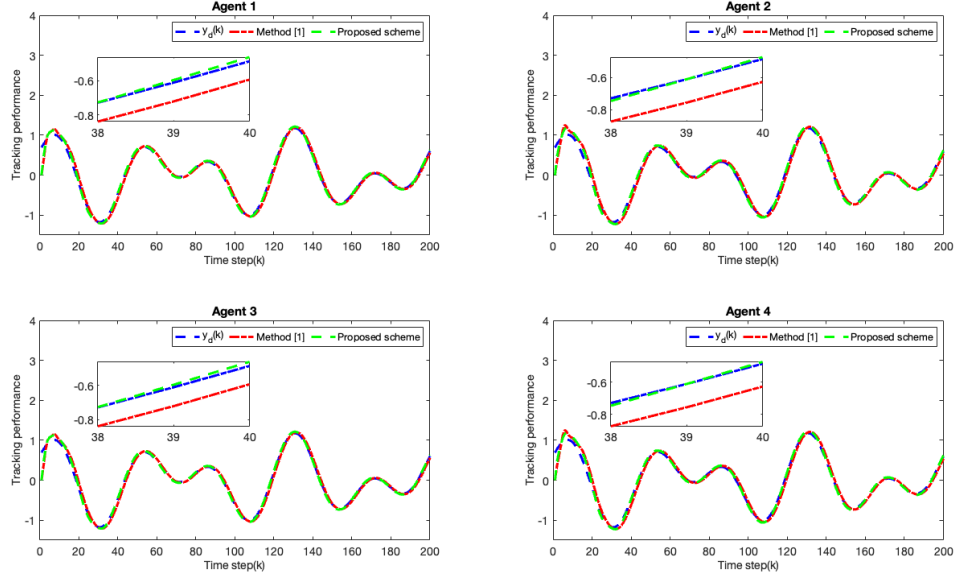 Agent 1
y_d(k) Method [1] Proposed scheme
Tracking performance
4
3
2
1
0
-1
-0.6
-0.8
38 39 40
0 20 40 60 80 100 120 140 160 180 200
Time step(k)
Agent 2
y_d(k) Method [1] Proposed scheme
Tracking performance
4
3
2
1
0
-1
-0.6
-0.8
38 39 40
0 20 40 60 80 100 120 140 160 180 200
Time step(k)
Agent 3
y_d(k) Method [1] Proposed scheme
Tracking performance
4
3
2
1
0
-1
-0.6
-0.8
38 39 40
0 20 40 60 80 100 120 140 160 180 200
Time step(k)
Agent 4
y_d(k) Method [1] Proposed scheme
Tracking performance
4
3
2
1
0
-1
-0.6
-0.8
38 39 40
0 20 40 60 80 100 120 140 160 180 200
Time step(k)